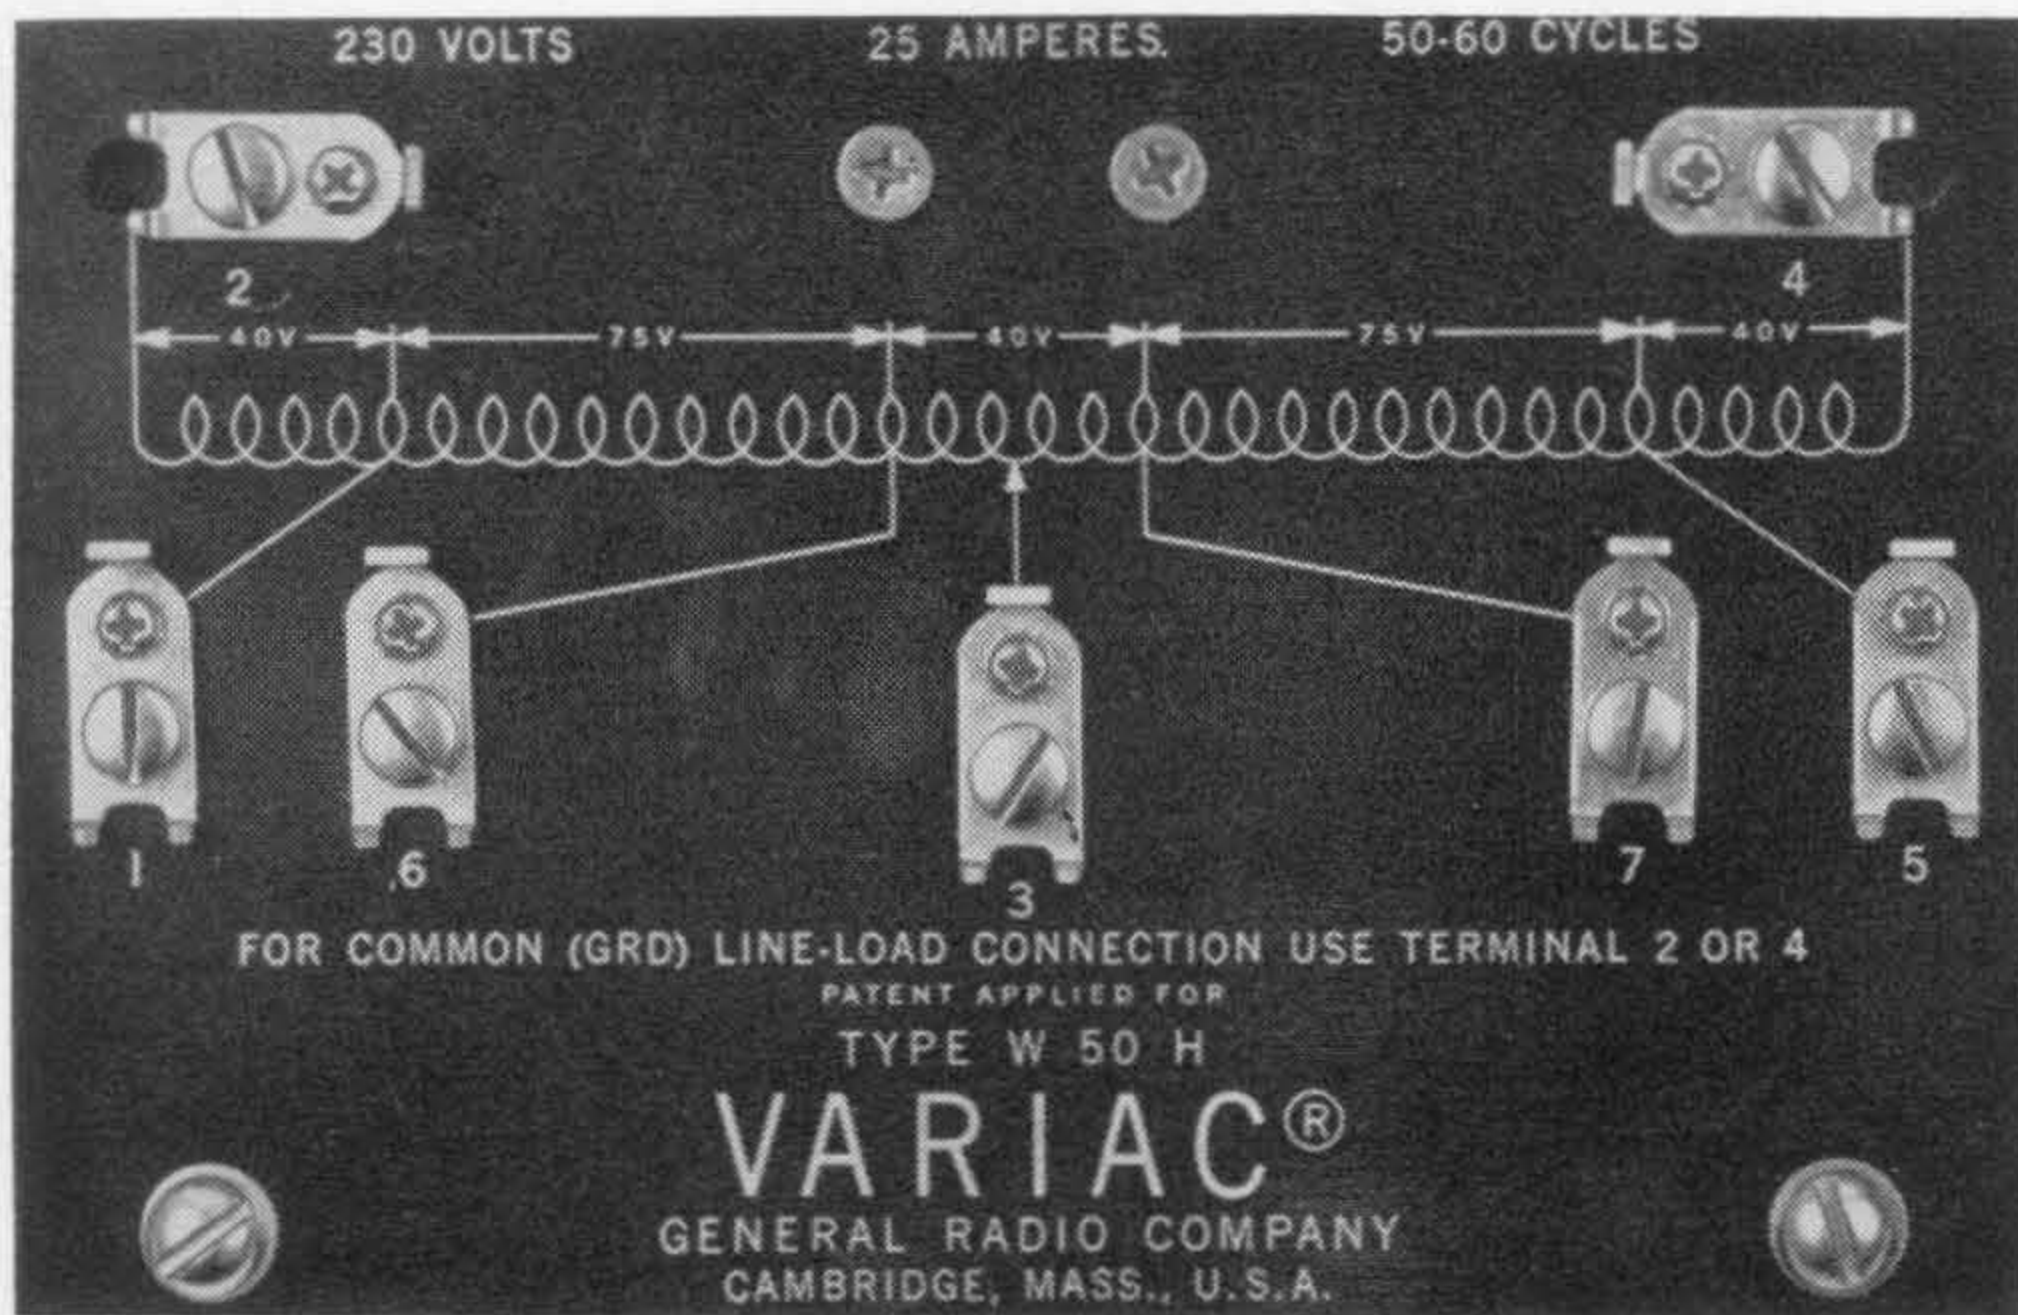 230 VOLTS 25 AMPERES. 50-60 CYCLES
2 4
40V 75V 40V 75V 40V
1 6 3 7 5
FOR COMMON (GRD) LINE-LOAD CONNECTION USE TERMINAL 2 OR 4
PATENT APPLIED FOR
TYPE W 50 H
VARIAC®
GENERAL RADIO COMPANY
CAMBRIDGE, MASS., U.S.A.